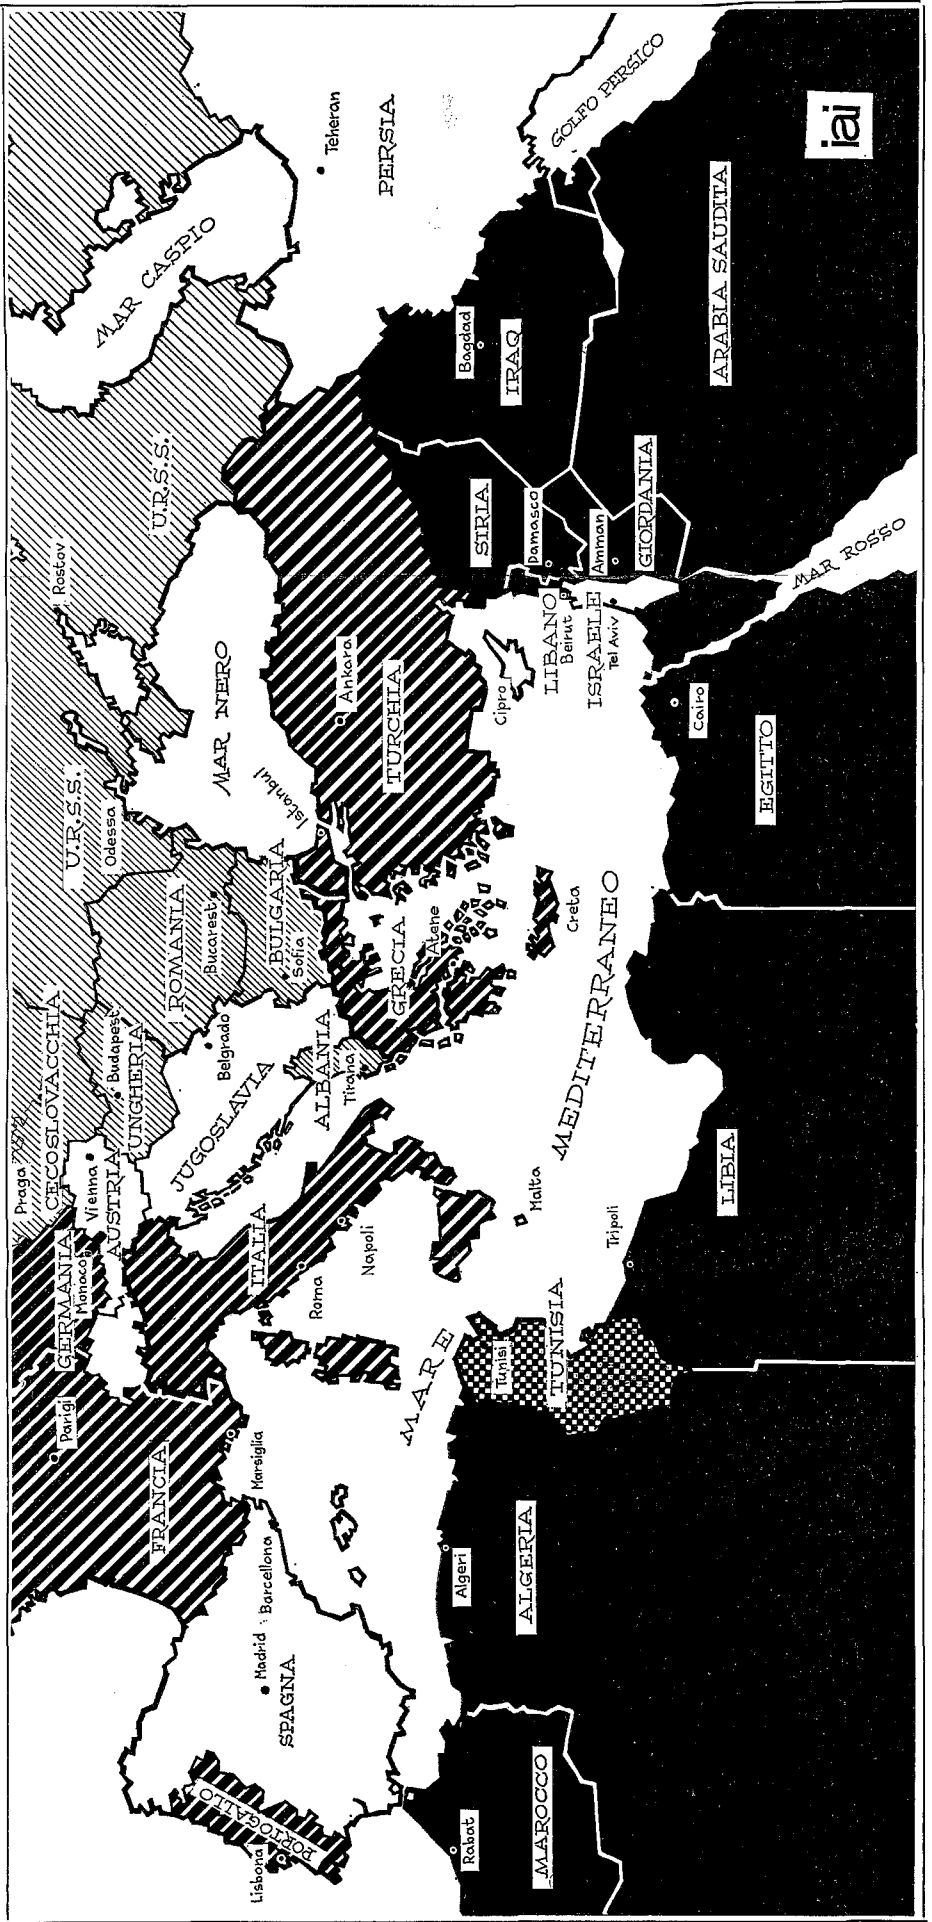 Praga
CECOSLOVACCHIA
U.R.S.S.
Rostov
Parigi
GERMANIA
Monaco
Vienna
AUSTRIA
Budapest
UNGHERIA
Odessa
U.R.S.S.
MAR CASPIO
FRANCIA
ROMANIA
Bucarest
JUGOSLAVIA
Belgrado
MAR NERO
Marsiglia
ITALIA
BULGARIA
Sofia
Istanbul
PORTOGALLO
Lisbona
Madrid
Barcellona
SPAGNA
Roma
Napoli
ALBANIA
Tirana
Ankara
TURCHIA
Teheran
PERSIA
GRECIA
Atene
MARE
MEDITERRANEO
Creta
Cipro
SIRIA
Damasco
Bagdad
IRAQ
GOLFO PERSICO
Rabat
MAROCCO
Algeri
ALGERIA
Tunisi
TUNISIA
Malta
Tripoli
LIBIA
LIBANO
Beirut
ISRAELE
Tel Aviv
Amman
GIORDANIA
Cairo
EGITTO
ARABIA SAUDITA
MAR ROSSO
iai